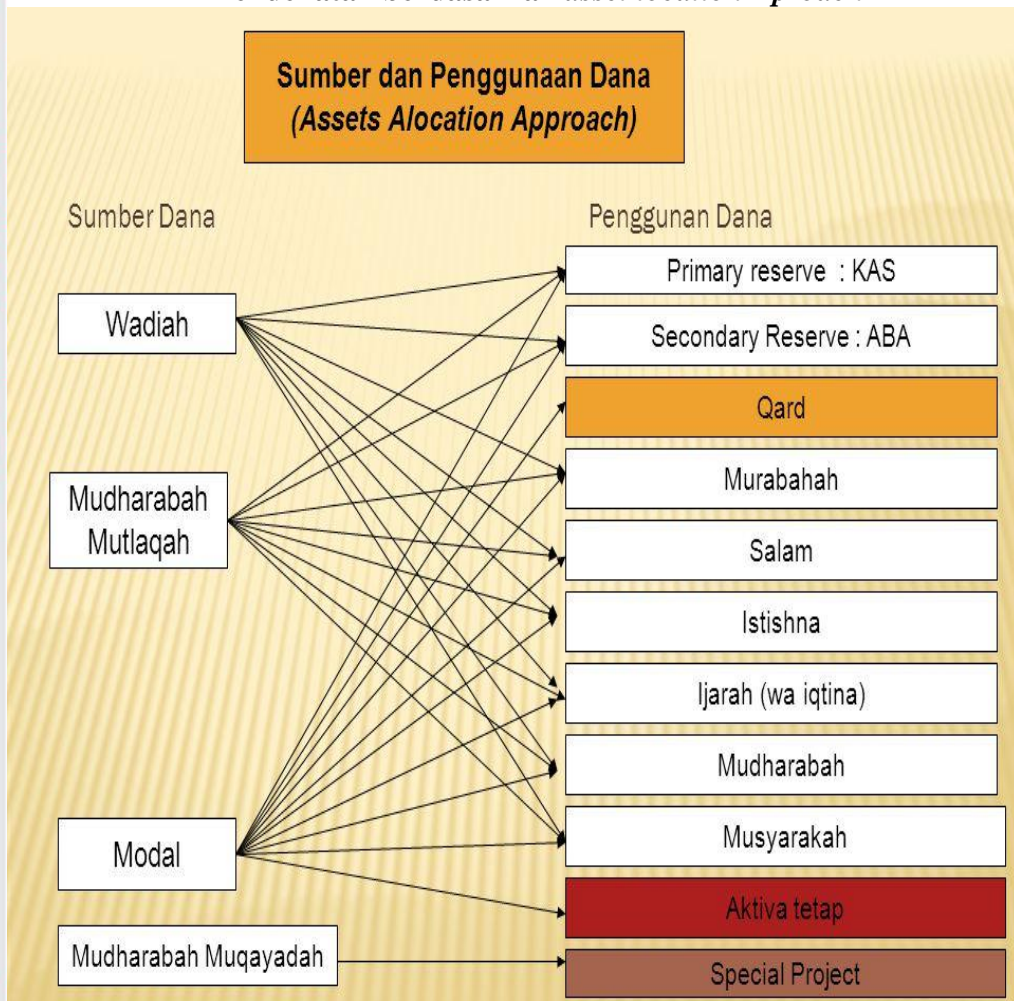 Sumber dan Penggunaan Dana
(Assets Alocation Approach)
Sumber Dana
Penggunan Dana
Wadiah
Mudharabah
Mutlaqah
Modal
Mudharabah Muqayadah
Primary reserve : KAS
Secondary Reserve : ABA
Qard
Murabahah
Salam
Istishna
Ijarah (wa iqtina)
Mudharabah
Musyarakah
Aktiva tetap
Special Project